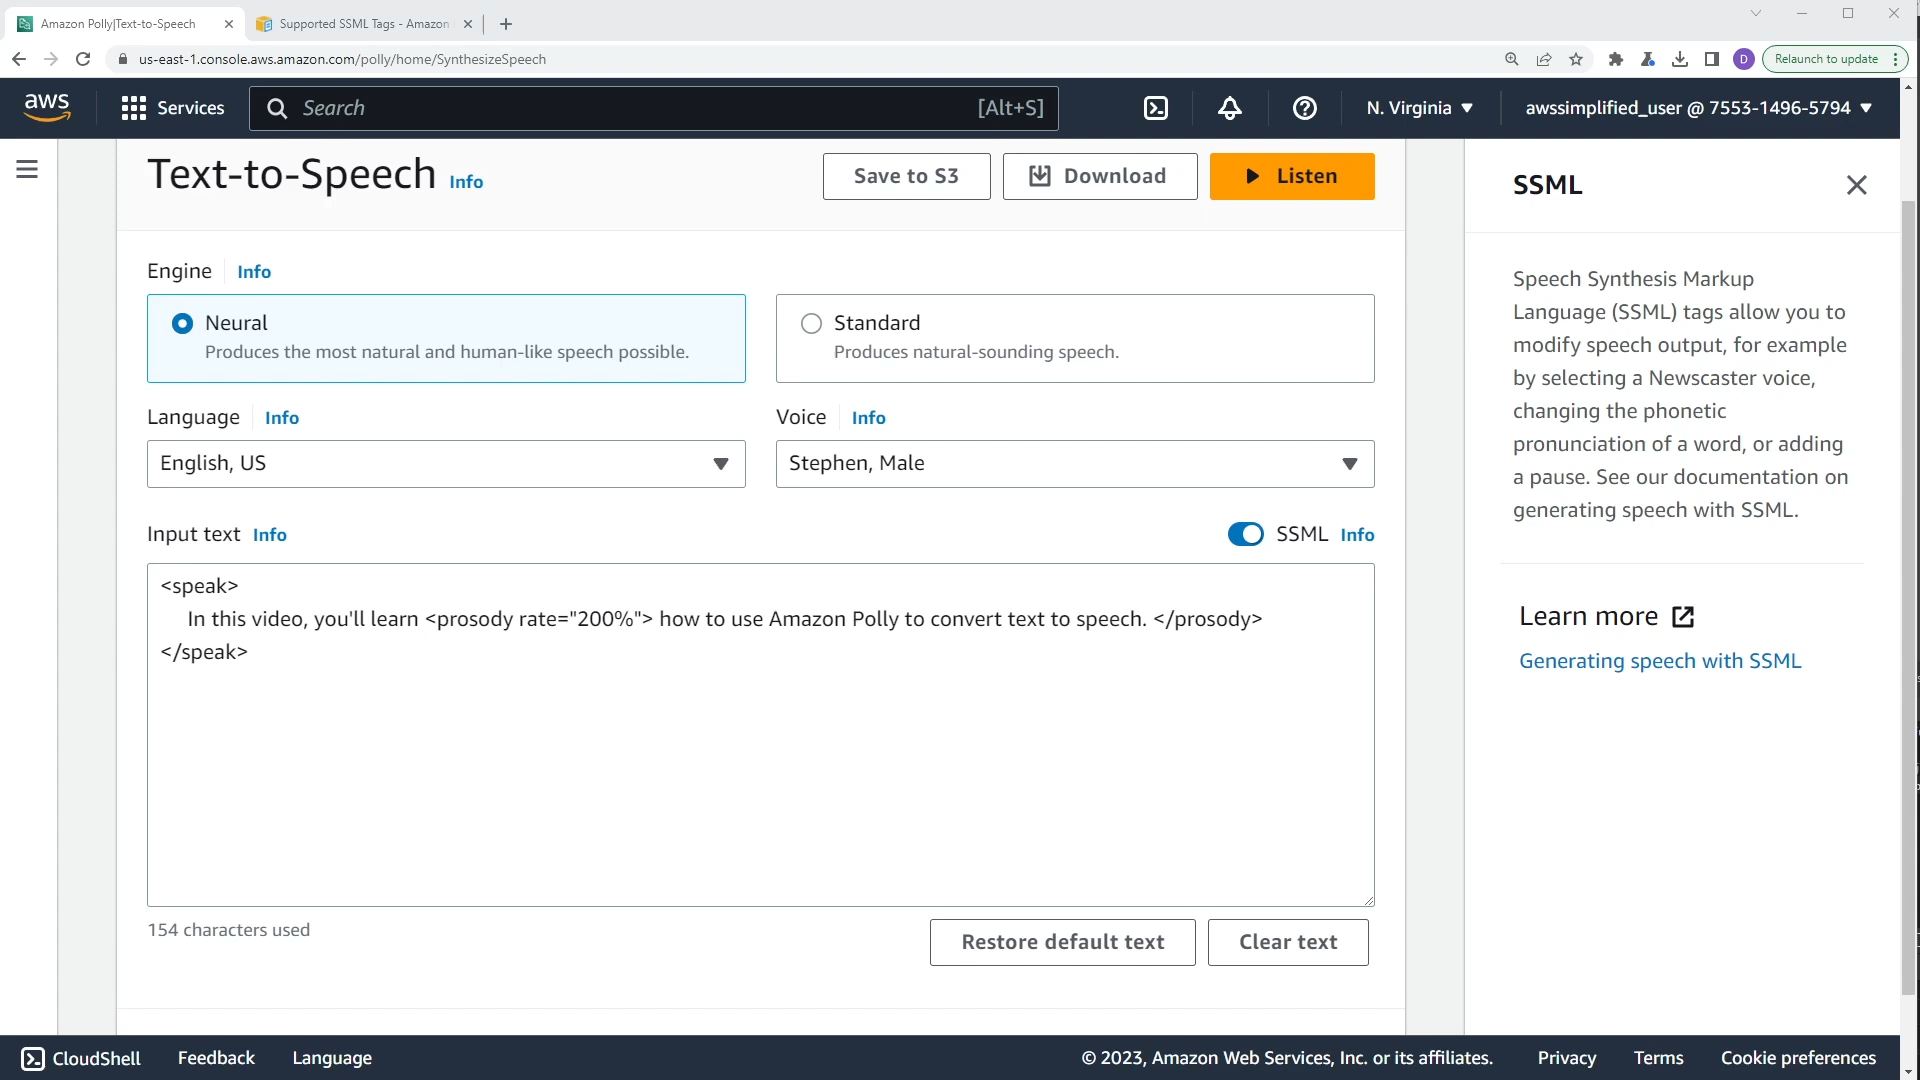 Amazon Polly|Text-to-Speech
Supported SSML Tags - Amazon
us-east-1.console.aws.amazon.com/polly/home/SynthesizeSpeech
D
Relaunch to update
aws
Services
Search
[Alt+S]
N. Virginia
awssimplified_user @ 7553-1496-5794
Text-to-Speech Info
Save to S3
Download
Listen
Engine Info
Neural
Produces the most natural and human-like speech possible.
Standard
Produces natural-sounding speech.
Language Info
English, US
Voice Info
Stephen, Male
Input text Info
SSML Info
<speak>
In this video, you'll learn <prosody rate="200%"> how to use Amazon Polly to convert text to speech. </prosody>
</speak>
154 characters used
Restore default text
Clear text
SSML
Speech Synthesis Markup
Language (SSML) tags allow you to
modify speech output, for example
by selecting a Newscaster voice,
changing the phonetic
pronunciation of a word, or adding
a pause. See our documentation on
generating speech with SSML.
Learn more
Generating speech with SSML
CloudShell
Feedback
Language
© 2023, Amazon Web Services, Inc. or its affiliates.
Privacy
Terms
Cookie preferences